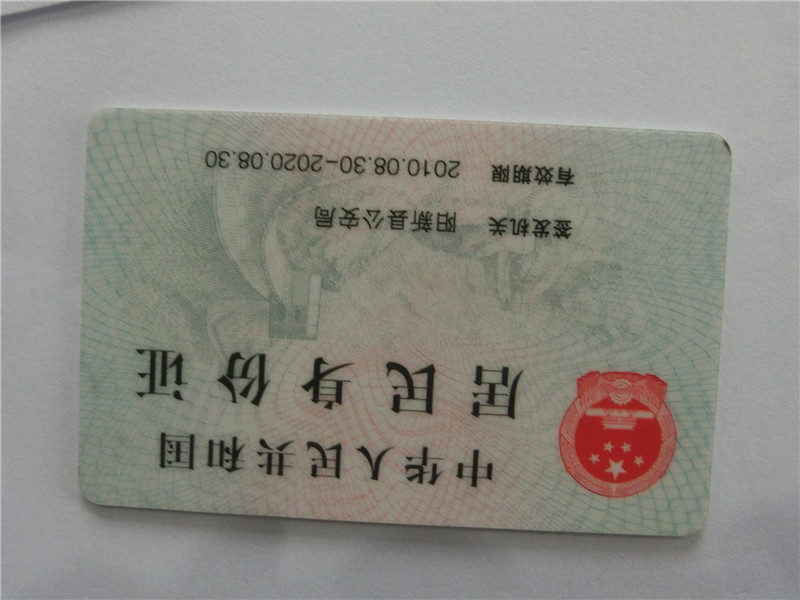 中华人民共和国
居民身份证
签发机关 阳新县公安局
有效期限 2010.08.30-2020.08.30